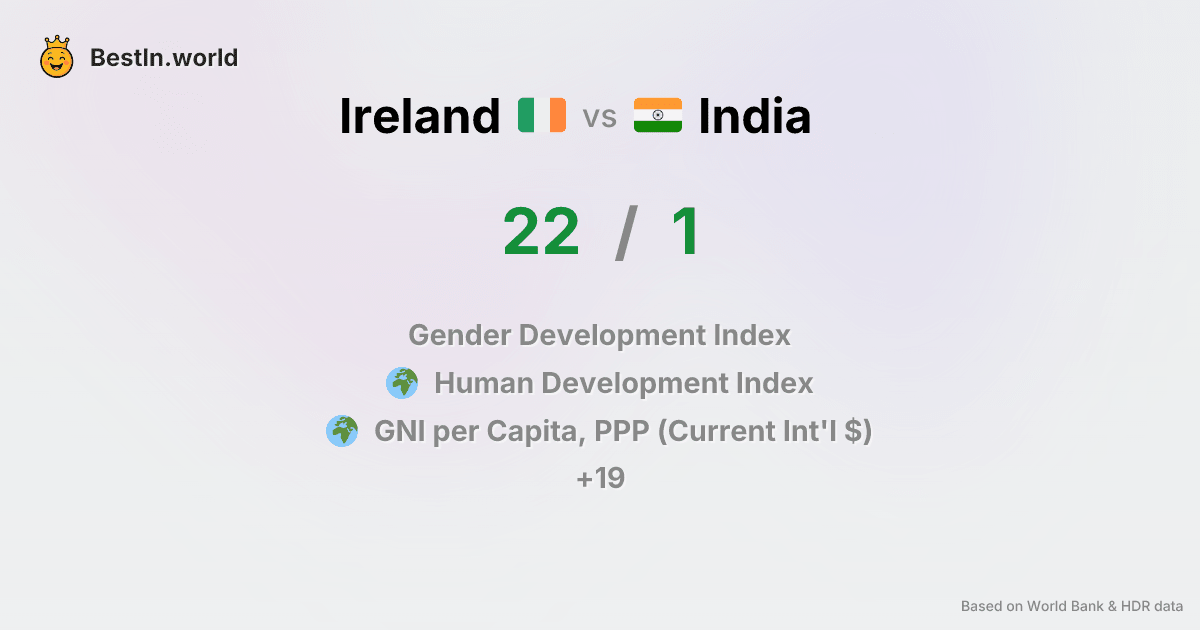 BestIn.world
Ireland vs India
22 / 1
Gender Development Index
Human Development Index
GNI per Capita, PPP (Current Int'l $)
+19
Based on World Bank & HDR data